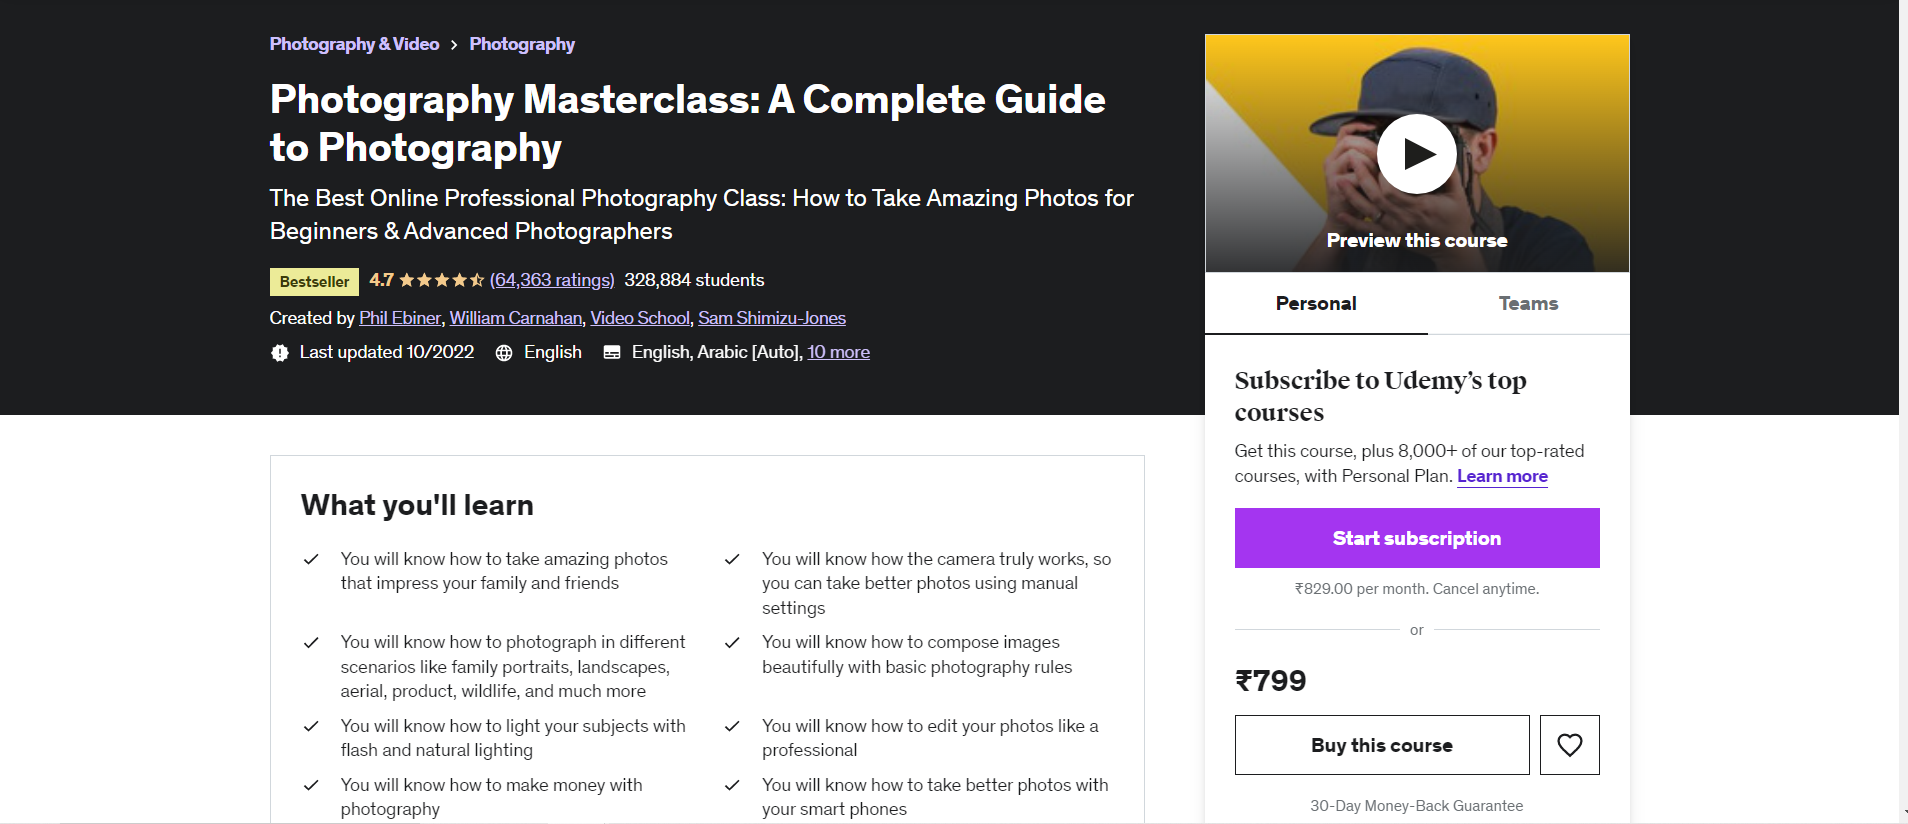 Photography & Video > Photography
Photography Masterclass: A Complete Guide
to Photography
The Best Online Professional Photography Class: How to Take Amazing Photos for
Beginners & Advanced Photographers
Bestseller 4.7 (64,363 ratings) 328,884 students
Created by Phil Ebiner, William Carnahan, Video School, Sam Shimizu-Jones
Last updated 10/2022 English English, Arabic [Auto], 10 more
What you'll learn
You will know how to take amazing photos
that impress your family and friends
You will know how the camera truly works, so
you can take better photos using manual
settings
You will know how to photograph in different
scenarios like family portraits, landscapes,
aerial, product, wildlife, and much more
You will know how to compose images
beautifully with basic photography rules
You will know how to light your subjects with
flash and natural lighting
You will know how to edit your photos like a
professional
You will know how to make money with
photography
You will know how to take better photos with
your smart phones
Preview this course
Personal Teams
Subscribe to Udemy’s top
courses
Get this course, plus 8,000+ of our top-rated
courses, with Personal Plan. Learn more
Start subscription
₹829.00 per month. Cancel anytime.
or
₹799
Buy this course
30-Day Money-Back Guarantee